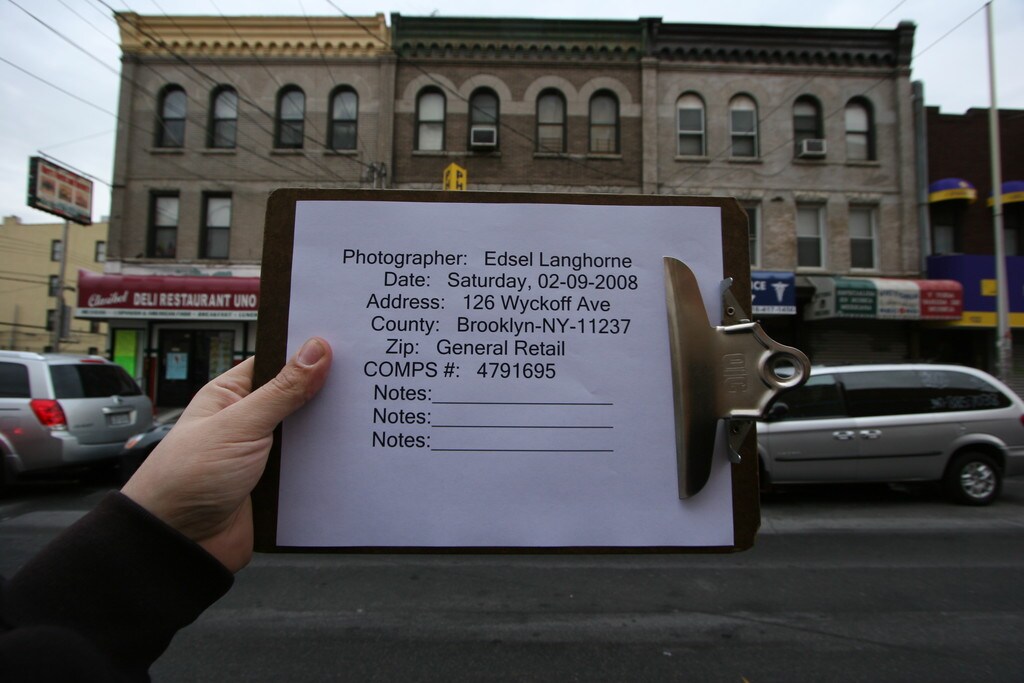 Photographer: Edsel Langhorne
Date: Saturday, 02-09-2008
Address: 126 Wyckoff Ave
County: Brooklyn-NY-11237
Zip: General Retail
COMPS #: 4791695
Notes:
Notes:
Notes:
DELI RESTAURANT UNO